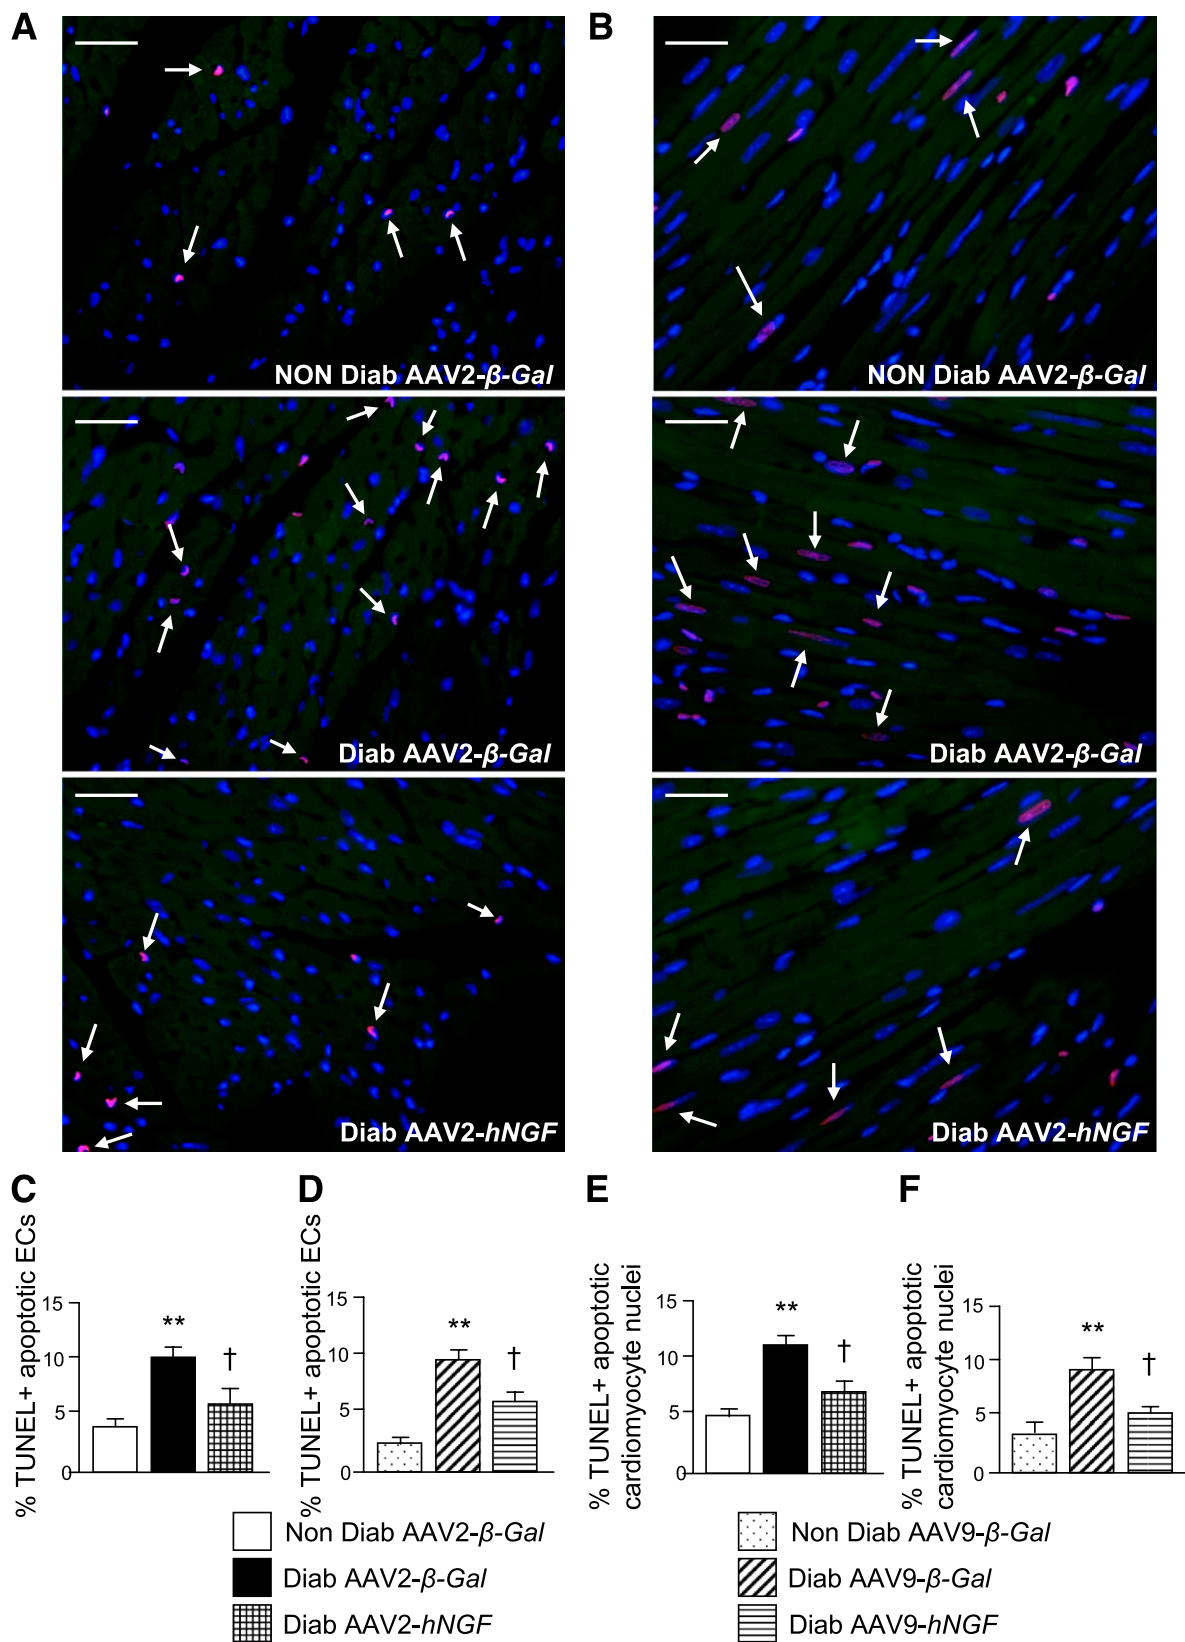 A
B
NON Diab AAV2-β-Gal
NON Diab AAV2-β-Gal
Diab AAV2-β-Gal
Diab AAV2-β-Gal
Diab AAV2-hNGF
Diab AAV2-hNGF
C
% TUNEL+ apoptotic ECs
15
10
5
0
**
†
D
% TUNEL+ apoptotic ECs
15
10
5
0
**
†
E
% TUNEL+ apoptotic
cardiomyocyte nuclei
15
10
5
0
**
†
F
% TUNEL+ apoptotic
cardiomyocyte nuclei
15
10
5
0
**
†
Non Diab AAV2-β-Gal
Diab AAV2-β-Gal
Diab AAV2-hNGF
Non Diab AAV9-β-Gal
Diab AAV9-β-Gal
Diab AAV9-hNGF